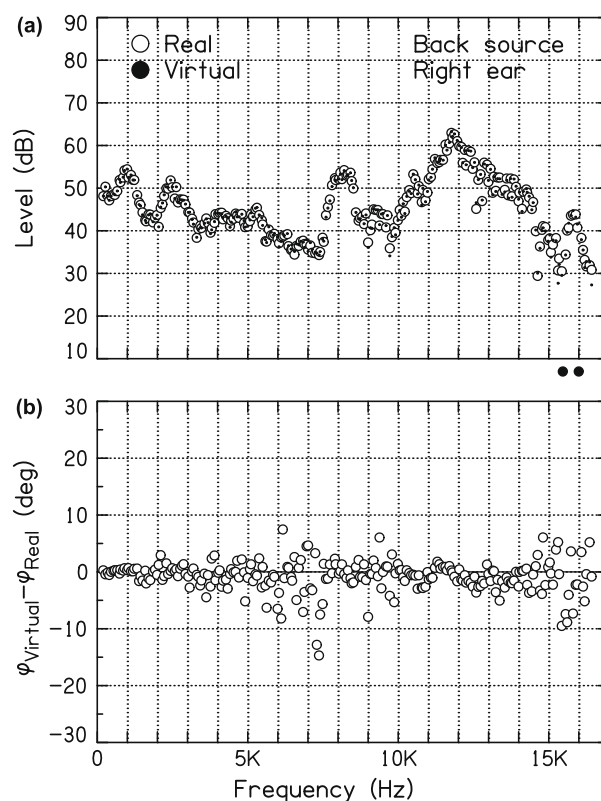 (a)
90
80
70
60
50
40
30
20
10
Level (dB)
Real
Virtual
Back source
Right ear
(b)
30
20
10
0
-10
-20
-30
φVirtual−φReal (deg)
0
5K
10K
15K
Frequency (Hz)